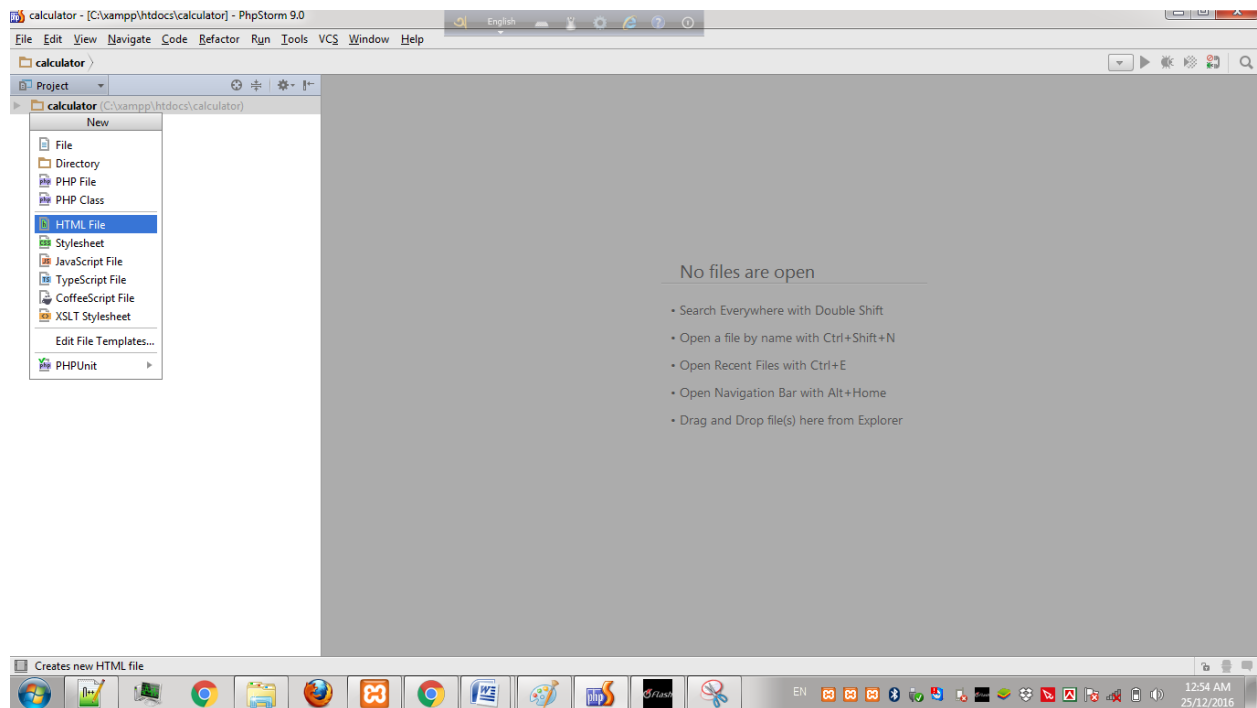 calculator - [C:\xampp\htdocs\calculator] - PhpStorm 9.0
English
File Edit View Navigate Code Refactor Run Tools VCS Window Help
calculator
Project
calculator (C:\xampp\htdocs\calculator)
New
File
Directory
PHP File
PHP Class
HTML File
Stylesheet
JavaScript File
TypeScript File
CoffeeScript File
XSLT Stylesheet
Edit File Templates...
PHPUnit
No files are open
• Search Everywhere with Double Shift
• Open a file by name with Ctrl+Shift+N
• Open Recent Files with Ctrl+E
• Open Navigation Bar with Alt+Home
• Drag and Drop file(s) here from Explorer
Creates new HTML file
EN
12:54 AM
25/12/2016